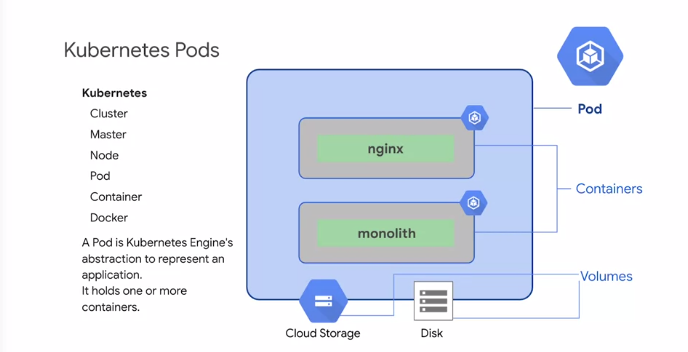 Kubernetes Pods
Kubernetes
Cluster
Master
Node
Pod
Container
Docker
A Pod is Kubernetes Engine's
abstraction to represent an
application.
It holds one or more
containers.
nginx
monolith
Pod
Containers
Volumes
Cloud Storage
Disk